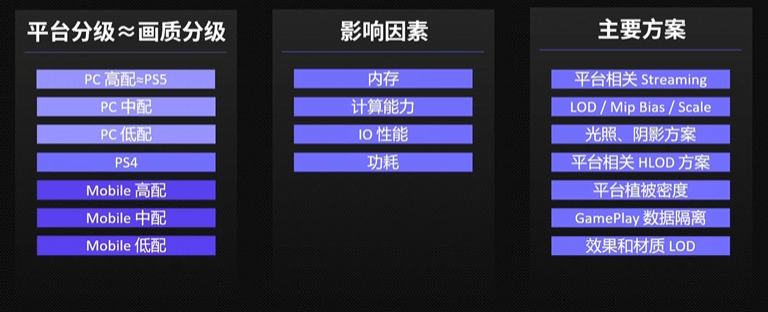 平台分级≈画质分级
PC 高配≈PS5
PC 中配
PC 低配
PS4
Mobile 高配
Mobile 中配
Mobile 低配
影响因素
内存
计算能力
IO 性能
功耗
主要方案
平台相关 Streaming
LOD / Mip Bias / Scale
光照、阴影方案
平台相关 HLOD 方案
平台植被密度
GamePlay 数据隔离
效果和材质 LOD